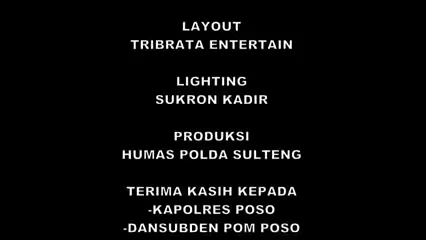 LAYOUT
TRIBRATA ENTERTAIN
LIGHTING
SUKRON KADIR
PRODUKSI
HUMAS POLDA SULTENG
TERIMA KASIH KEPADA
-KAPOLRES POSO
-DANSUBDEN POM POSO